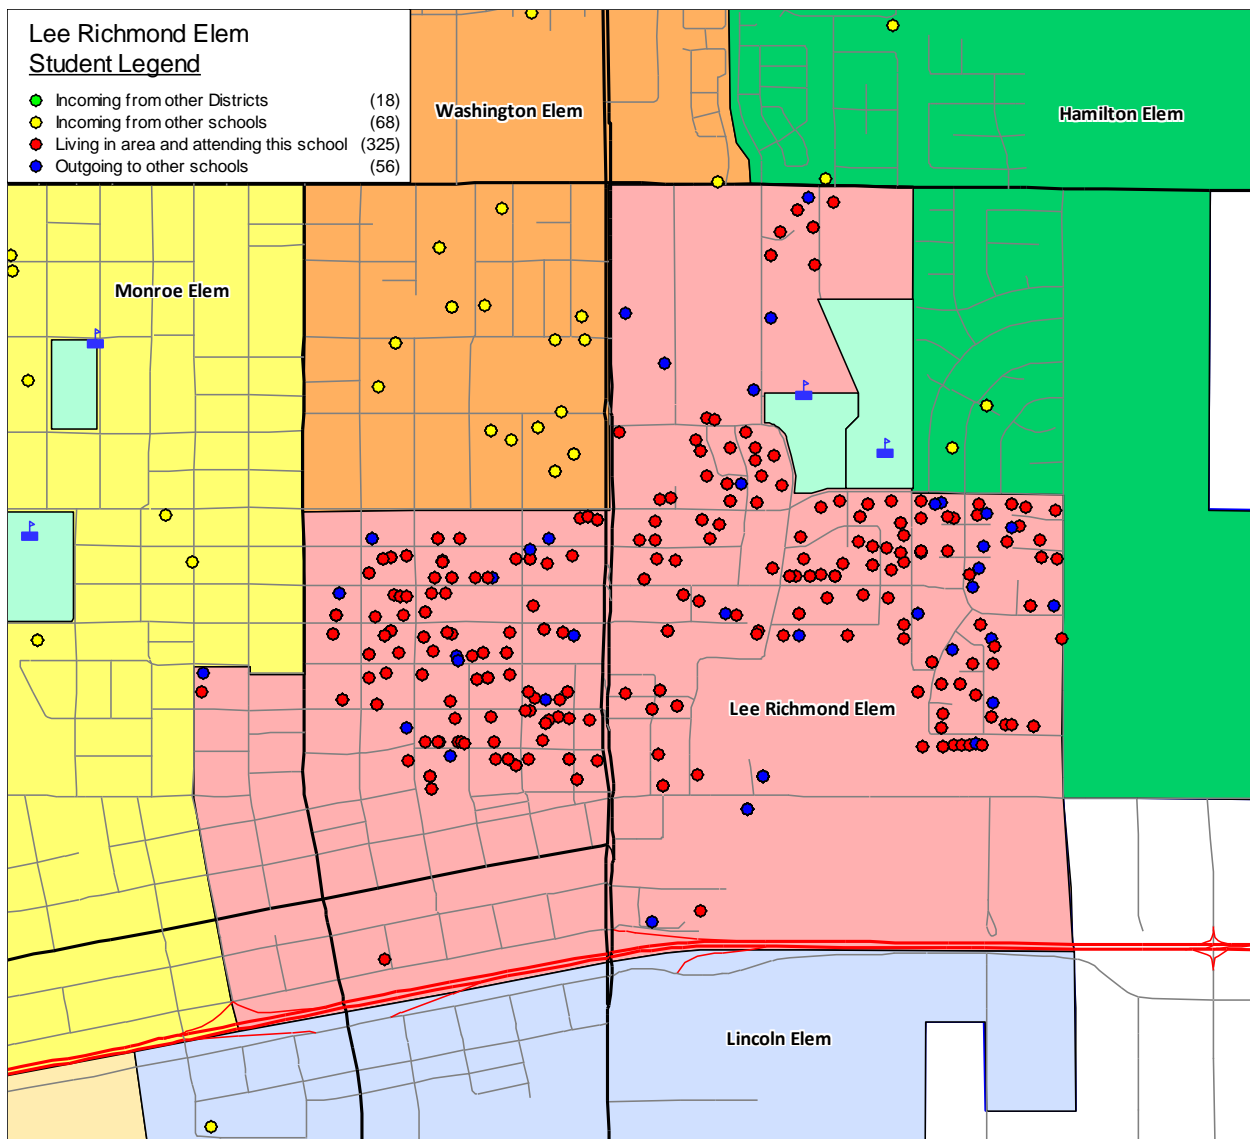 Lee Richmond Elem
Student Legend
Incoming from other Districts (18)
Incoming from other schools (68)
Living in area and attending this school (325)
Outgoing to other schools (56)
Washington Elem
Hamilton Elem
Monroe Elem
Lee Richmond Elem
Lincoln Elem